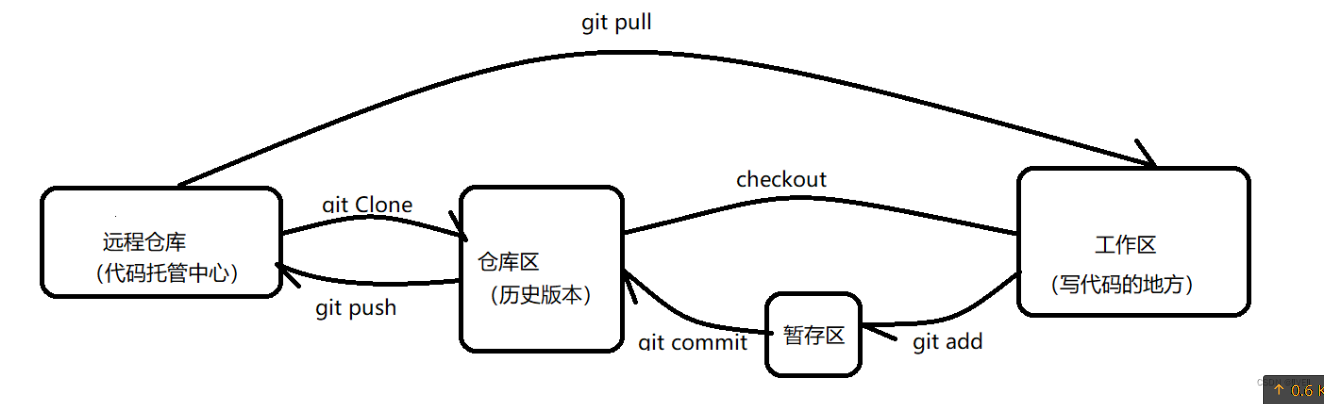 git pull
checkout
git Clone
远程仓库
(代码托管中心)
仓库区
(历史版本)
工作区
(写代码的地方)
git push
git commit
暂存区
git add
↑ 0.6 K